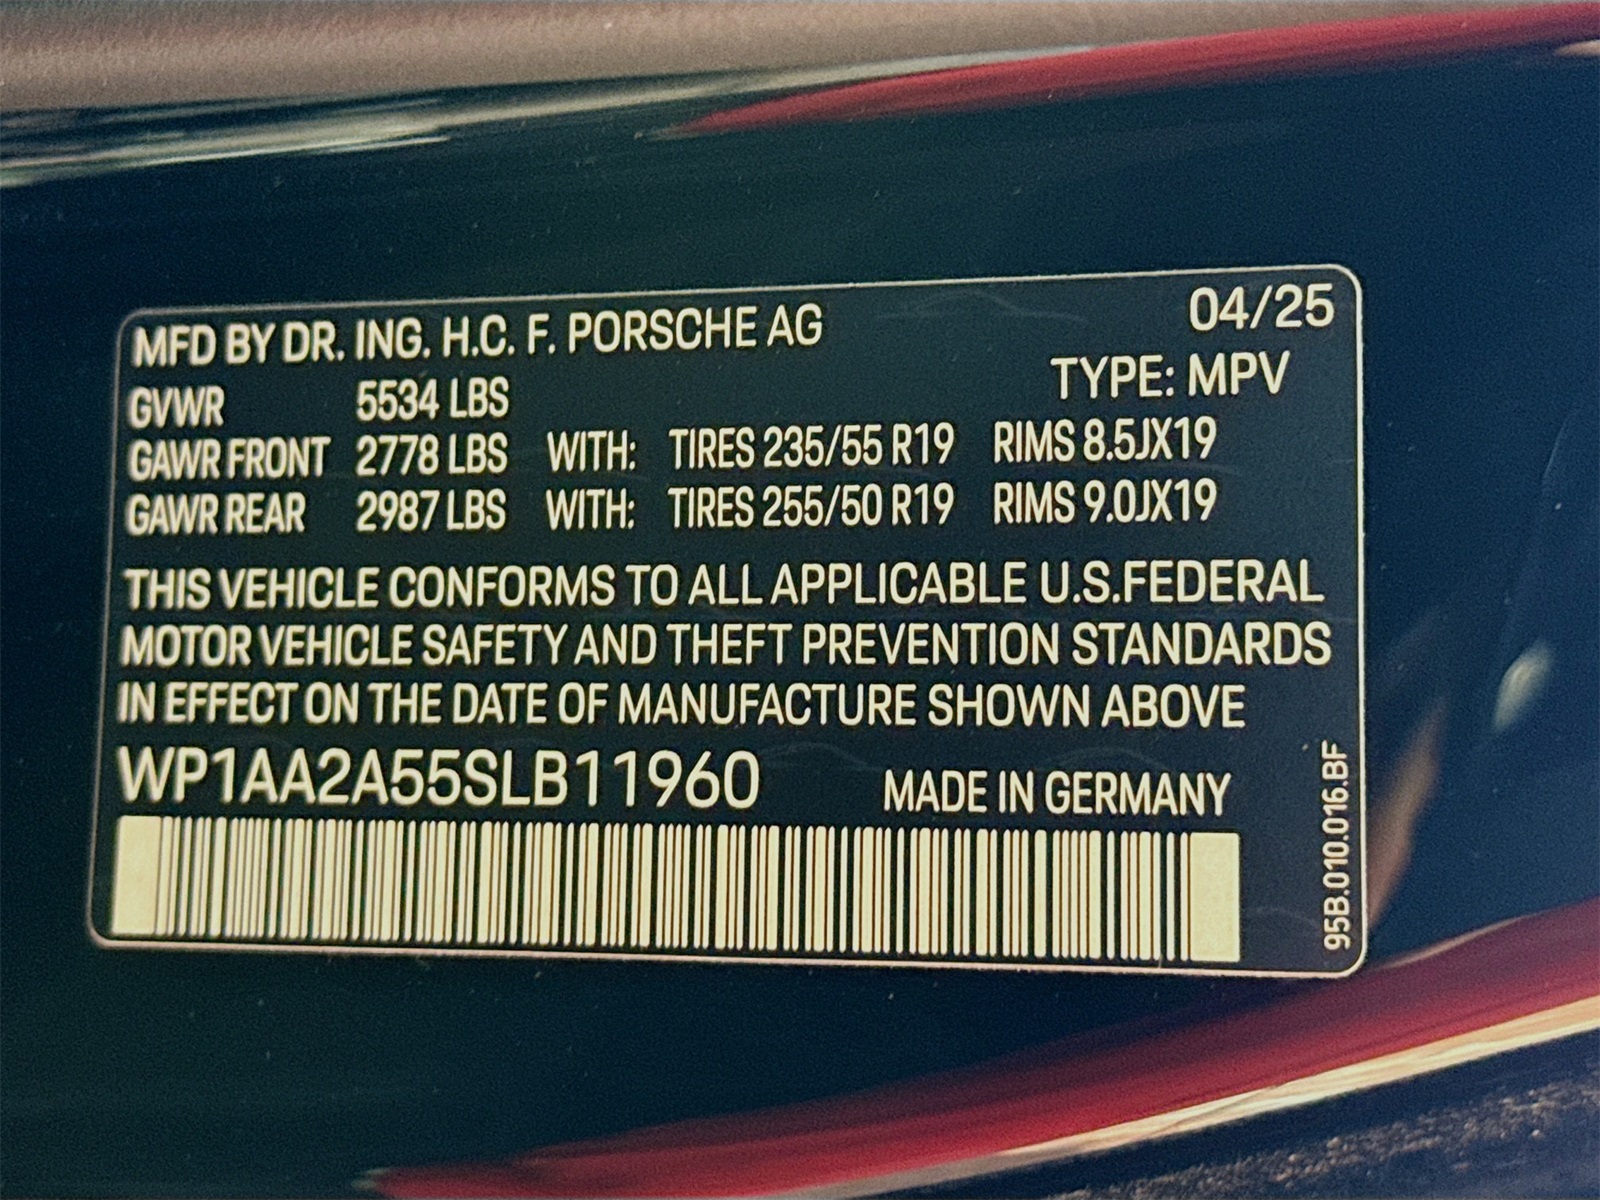 MFD BY DR. ING. H.C. F. PORSCHE AG 04/25
TYPE: MPV
GVWR 5534 LBS
GAWR FRONT 2778 LBS WITH: TIRES 235/55 R19 RIMS 8.5JX19
GAWR REAR 2987 LBS WITH: TIRES 255/50 R19 RIMS 9.0JX19
THIS VEHICLE CONFORMS TO ALL APPLICABLE U.S.FEDERAL
MOTOR VEHICLE SAFETY AND THEFT PREVENTION STANDARDS
IN EFFECT ON THE DATE OF MANUFACTURE SHOWN ABOVE
WP1AA2A55SLB11960 MADE IN GERMANY
95B.010.016.BF